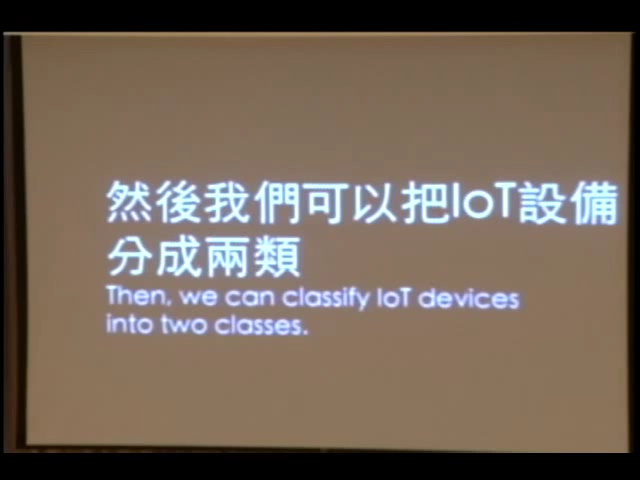 然後我們可以把IoT設備
分成兩類
Then, we can classify IoT devices
into two classes.